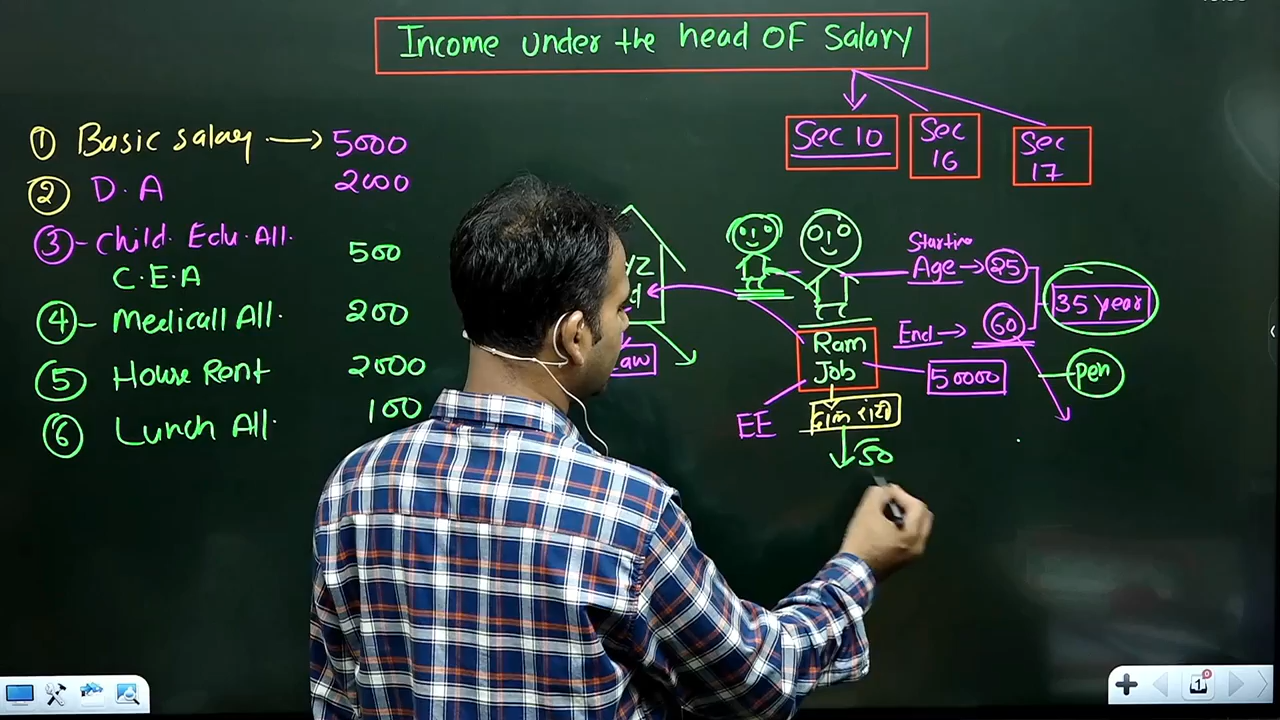 Income under the head OF Salary
Sec 10
Sec
16
Sec
17
① Basic salary → 5000
② D.A 2000
③ - Child. Edu. All. 500
C.E.A
④ - Medicall All. 200
⑤ House Rent 2000
⑥ Lunch All. 100
YZ
d
aw
Starting
Age → 25
End → 60
35 year
pen
Ram
Job
50000
EE
50